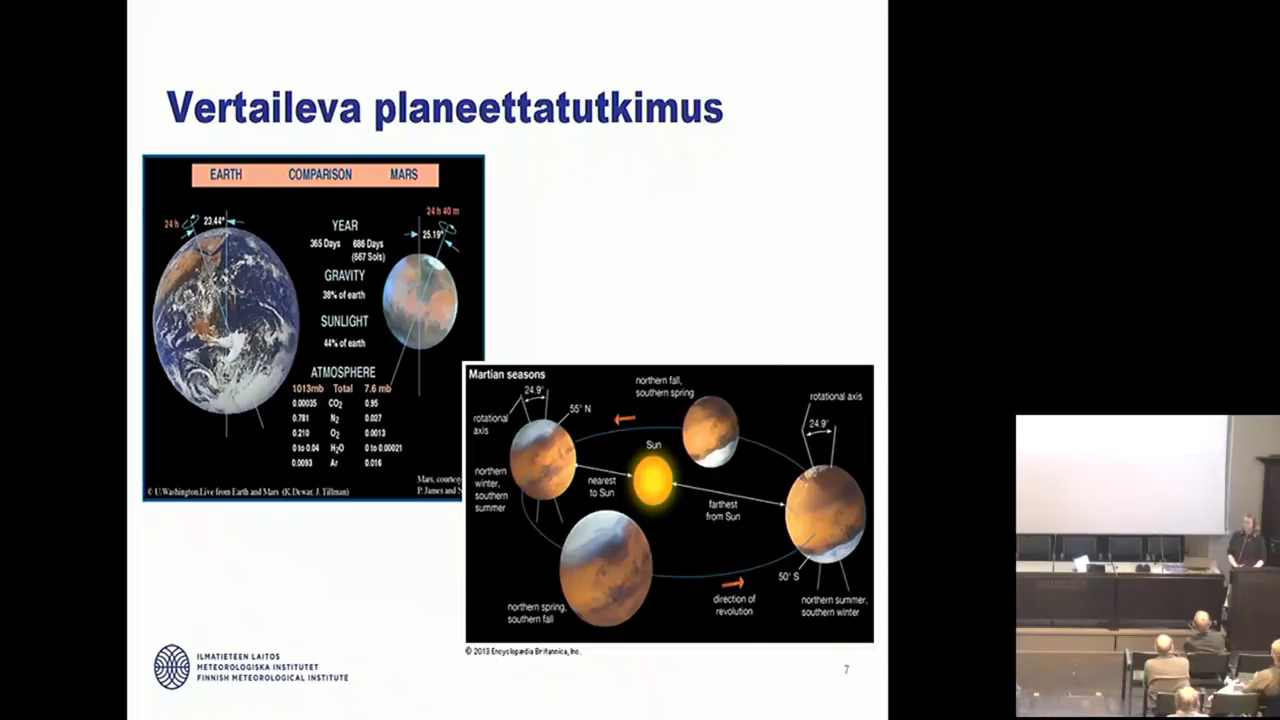 Vertaileva planeettatutkimus
EARTH COMPARISON MARS
24 h 40 m
24 h 23.44°
YEAR
25.19°
365 Days 686 Days
(667 Sols)
GRAVITY
38% of earth
SUNLIGHT
44% of earth
ATMOSPHERE
1013mb Total 7.6 mb
0.00035 CO2 0.95
0.781 N2 0.027
0.210 O2 0.0013
0 to 0.04 H2O 0 to 0.00021
0.0093 Ar 0.016
Mars, courtesy
P. James and
© U.Washington.Live from Earth and Mars (K.Dewar, J. Tillman)
Martian seasons
northern fall,
southern spring
24.9°
rotational axis
55° N
rotational
axis
24.9°
Sun
northern
winter,
southern
summer
nearest
to Sun
farthest
from Sun
50° S
northern spring,
southern fall
direction of
revolution
northern summer,
southern winter
© 2013 Encyclopædia Britannica, Inc.
ILMATIETEEN LAITOS
METEOROLOGISKA INSTITUTET
FINNISH METEOROLOGICAL INSTITUTE
7